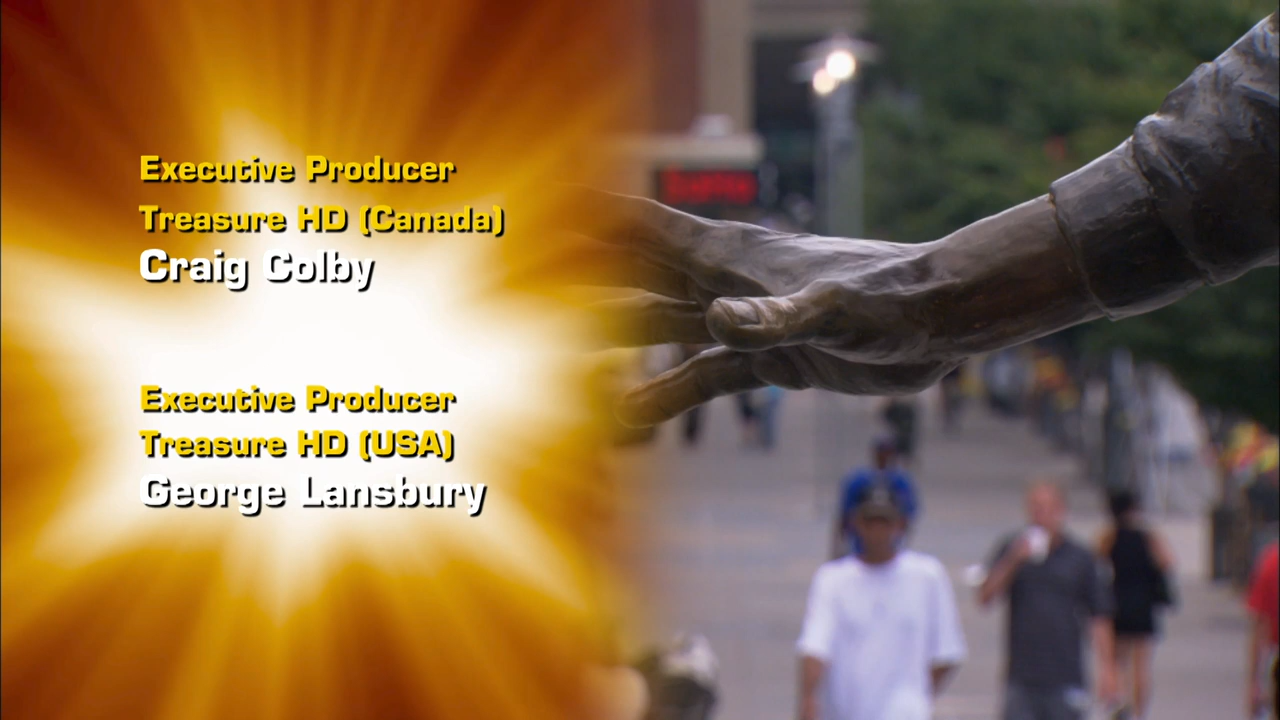 Executive Producer
Treasure HD (Canada)
Craig Colby
Executive Producer
Treasure HD (USA)
George Lansbury